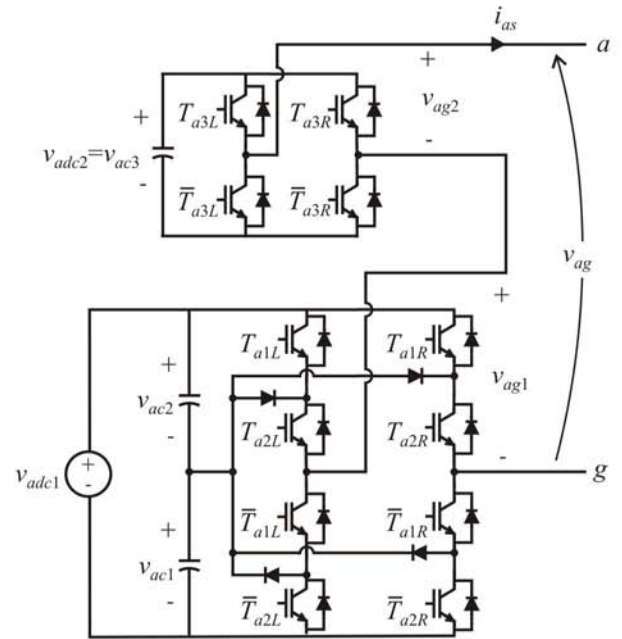 i_as
a
+
+
T_a3L
T_a3R
v_ag2
v_adc2=v_ac3
-
-
T̅_a3L
T̅_a3R
v_ag
+
T_a1L
T_a1R
+
v_ag1
v_ac2
-
T_a2L
T_a2R
-
v_adc1
+
-
g
+
T̅_a1L
T̅_a1R
v_ac1
-
T̅_a2L
T̅_a2R